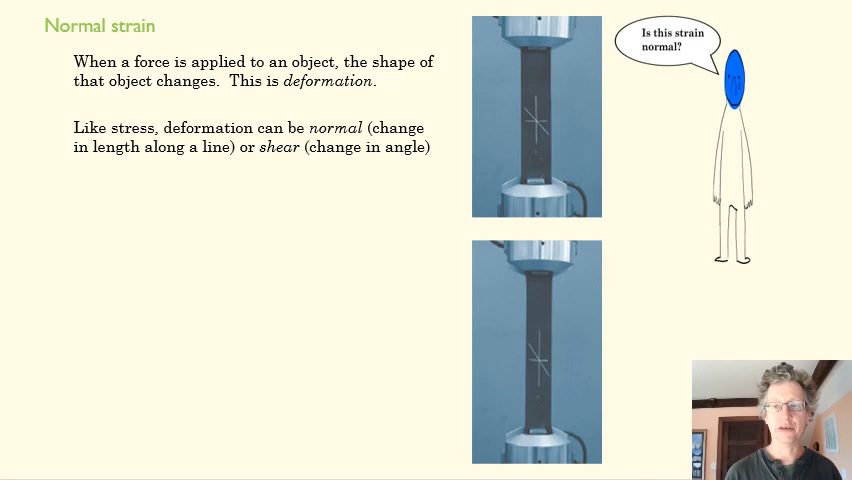 Normal strain
When a force is applied to an object, the shape of
that object changes.  This is deformation.
Like stress, deformation can be normal (change
in length along a line) or shear (change in angle)
Is this strain
normal?